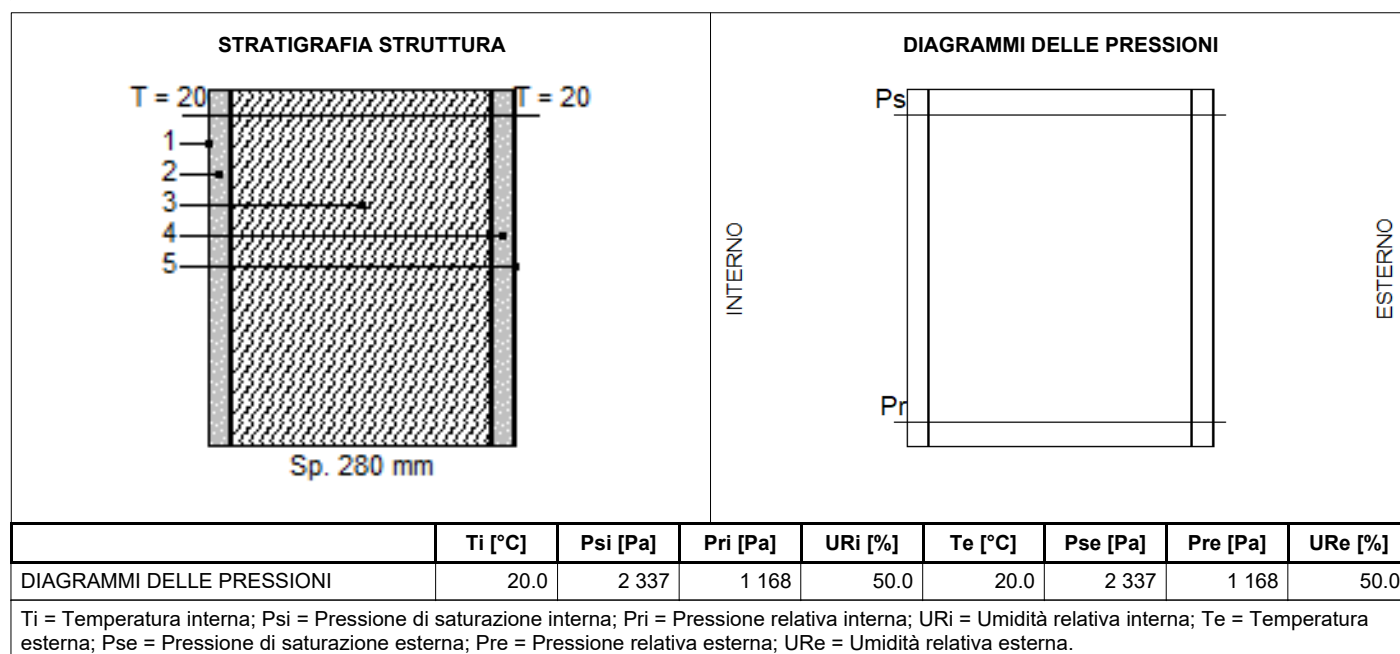 STRATIGRAFIA STRUTTURA
T = 20
T = 20
1
2
3
4
5
Sp. 280 mm
DIAGRAMMI DELLE PRESSIONI
Ps
Pr
INTERNO
ESTERNO
Ti [°C] Psi [Pa] Pri [Pa] URi [%] Te [°C] Pse [Pa] Pre [Pa] URe [%]
DIAGRAMMI DELLE PRESSIONI 20.0 2 337 1 168 50.0 20.0 2 337 1 168 50.0
Ti = Temperatura interna; Psi = Pressione di saturazione interna; Pri = Pressione relativa interna; URi = Umidità relativa interna; Te = Temperatura
esterna; Pse = Pressione di saturazione esterna; Pre = Pressione relativa esterna; URe = Umidità relativa esterna.